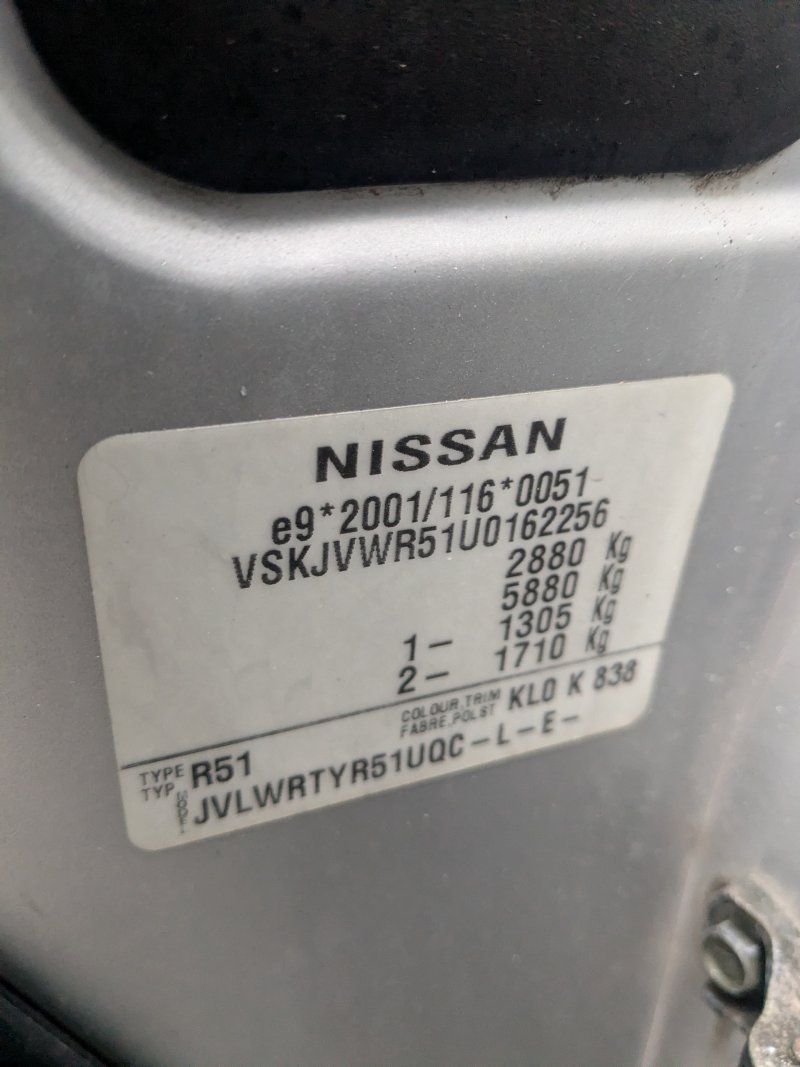 NISSAN
e9*2001/116*0051
VSKJVWR51U0162256
2880 Kg
5880 Kg
1- 1305 Kg
2- 1710 Kg
COLOUR,TRIM FABRE,POLST KL0 K 838
TYPE TYP R51
MODEL JVLWRTYR51UQC-L-E-